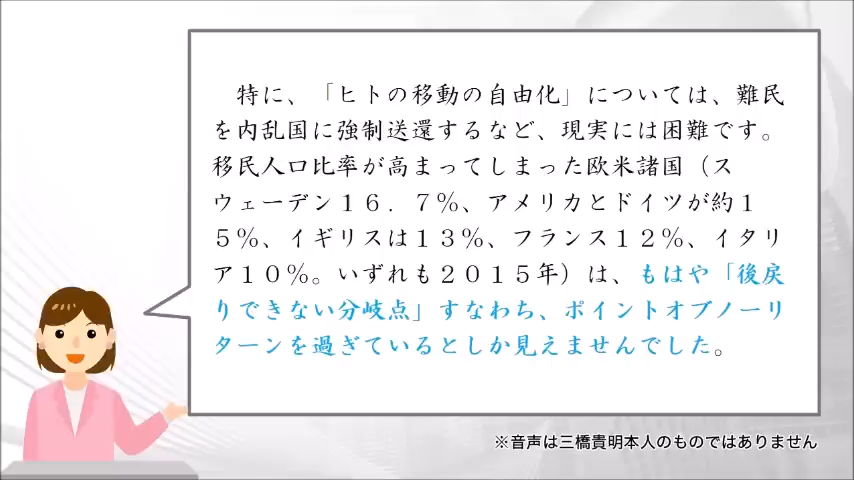 特に、「ヒトの移動の自由化」については、難民
を内乱国に強制送還するなど、現実には困難です。
移民人口比率が高まってしまった欧米諸国（ス
ウェーデン１６．７％、アメリカとドイツが約１
５％、イギリスは１３％、フランス１２％、イタリ
ア１０％。いずれも２０１５年）は、もはや「後戻
りできない分岐点」すなわち、ポイントオブノーリ
ターンを過ぎているとしか見えませんでした。
※音声は三橋貴明本人のものではありません